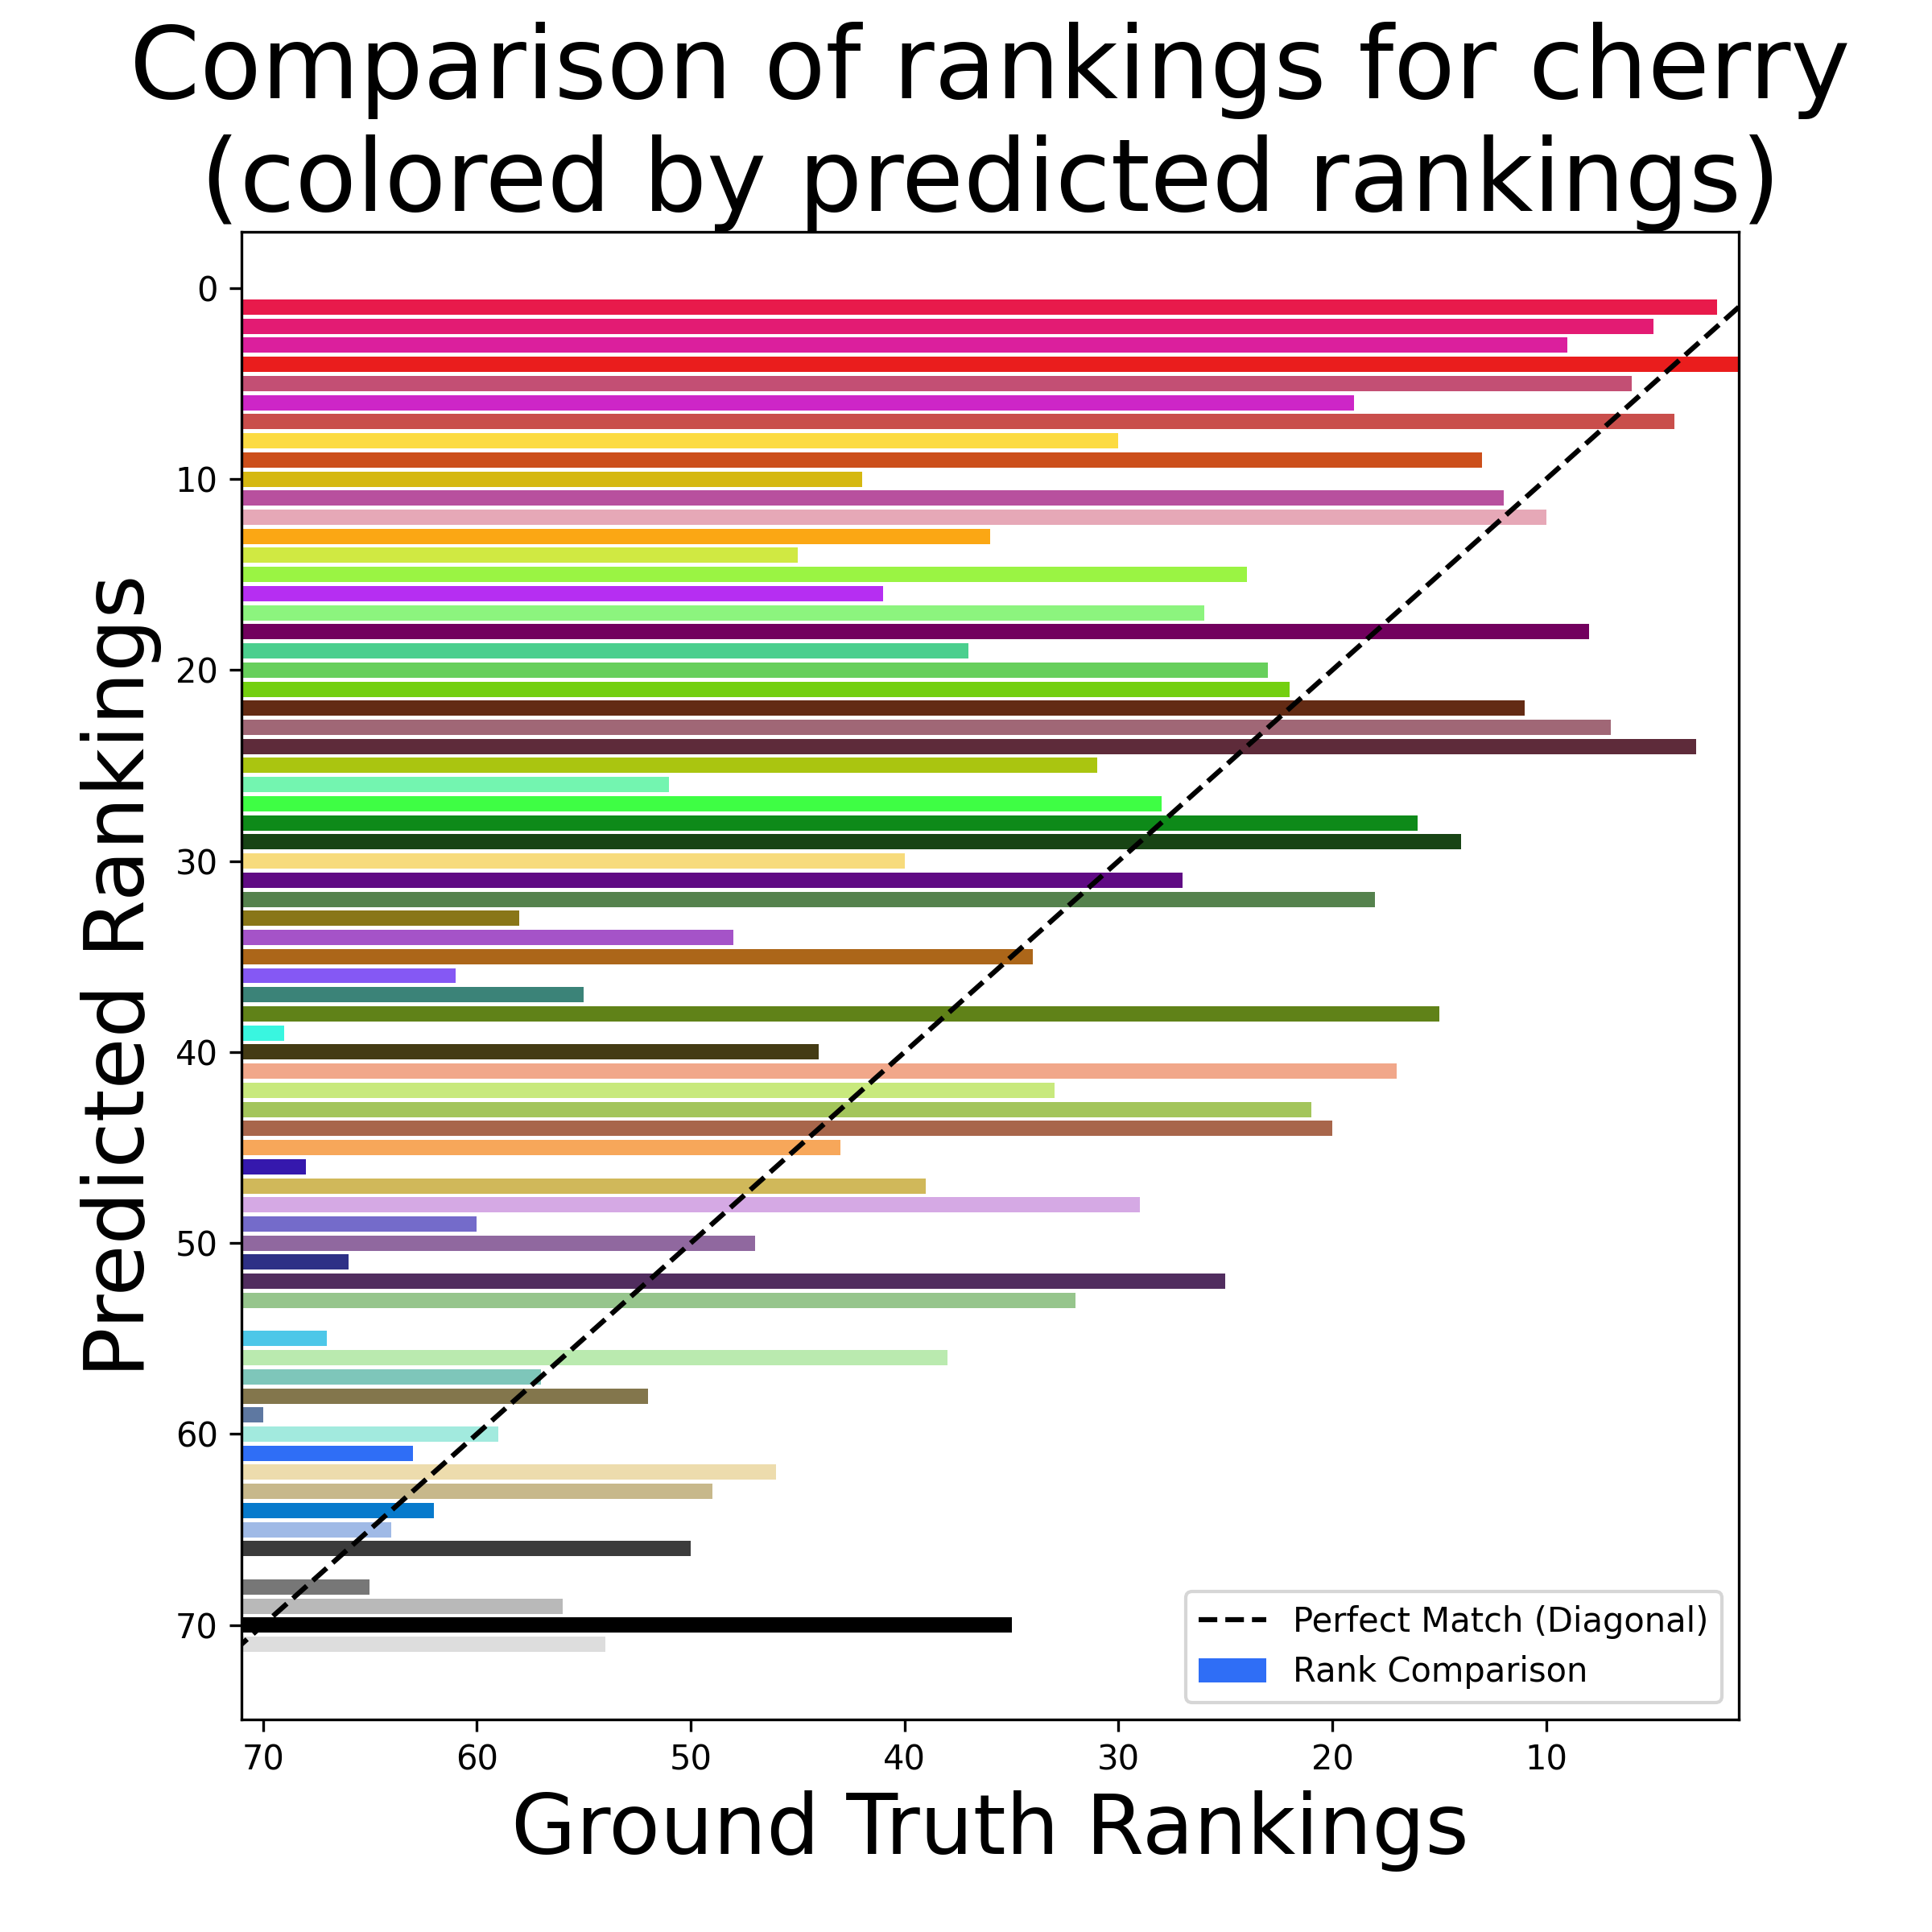 Comparison of rankings for cherry
(colored by predicted rankings)
0
10
20
30
40
50
60
70
Predicted Rankings
Perfect Match (Diagonal)
Rank Comparison
70 60 50 40 30 20 10
Ground Truth Rankings